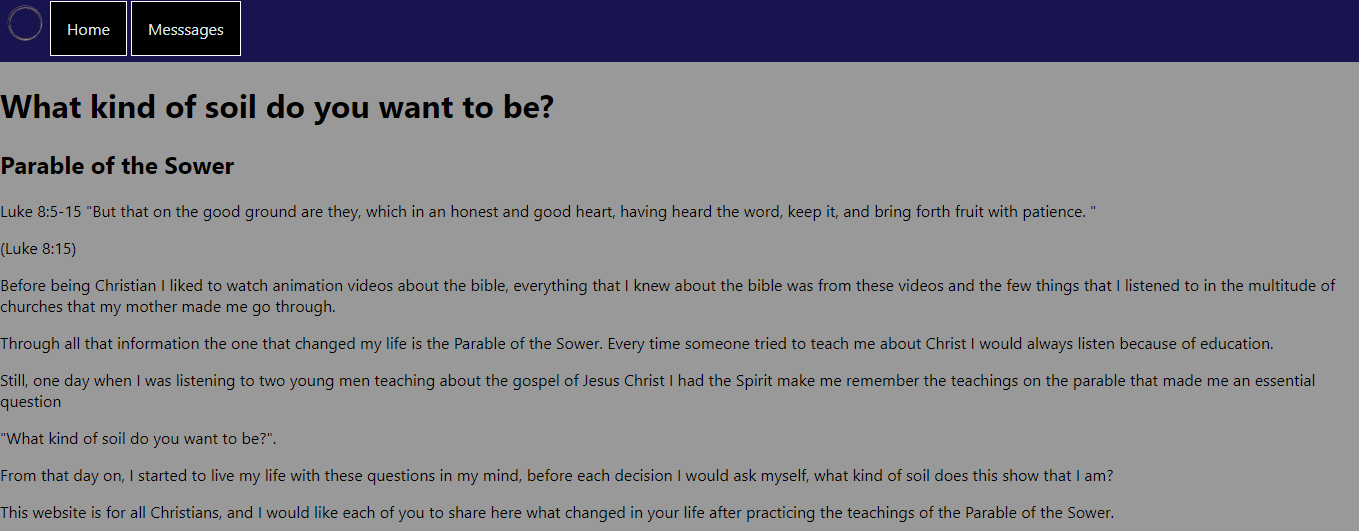 Home
Messsages
What kind of soil do you want to be?
Parable of the Sower
Luke 8:5-15 "But that on the good ground are they, which in an honest and good heart, having heard the word, keep it, and bring forth fruit with patience. "
(Luke 8:15)
Before being Christian I liked to watch animation videos about the bible, everything that I knew about the bible was from these videos and the few things that I listened to in the multitude of
churches that my mother made me go through.
Through all that information the one that changed my life is the Parable of the Sower. Every time someone tried to teach me about Christ I would always listen because of education.
Still, one day when I was listening to two young men teaching about the gospel of Jesus Christ I had the Spirit make me remember the teachings on the parable that made me an essential
question
"What kind of soil do you want to be?".
From that day on, I started to live my life with these questions in my mind, before each decision I would ask myself, what kind of soil does this show that I am?
This website is for all Christians, and I would like each of you to share here what changed in your life after practicing the teachings of the Parable of the Sower.